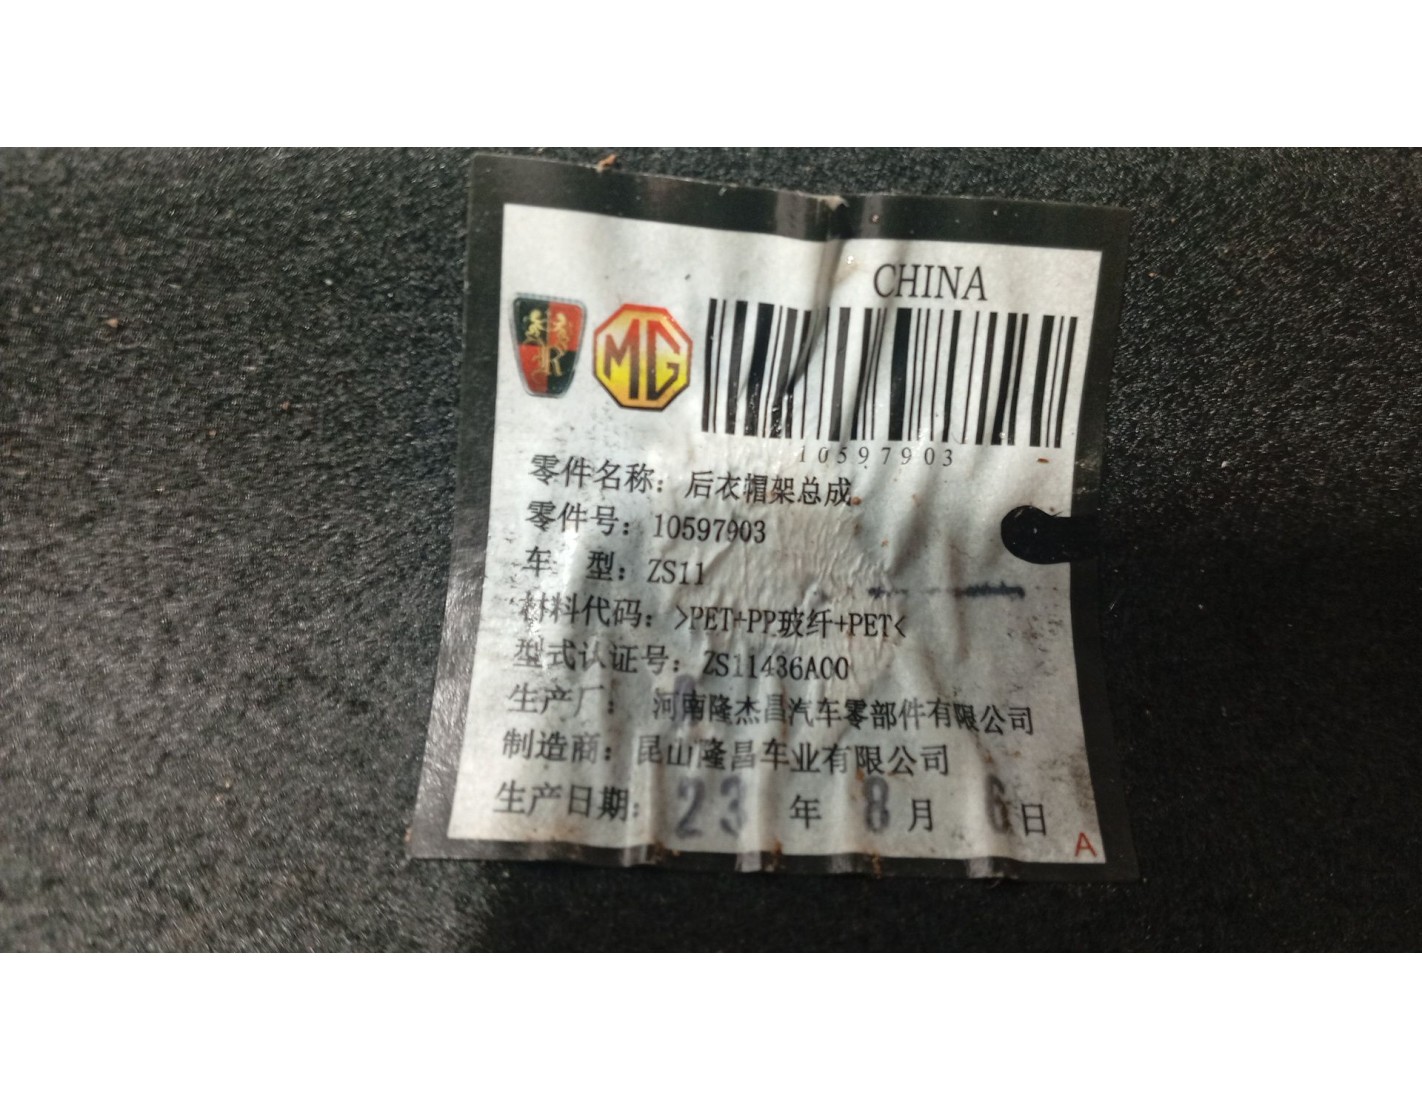 CHINA
R
MG
10597903
零件名称：后衣帽架总成
零件号：10597903
车 型：ZS11
材料代码：>PET+PP玻纤+PET<
型式认证号：ZS11436A00
生产厂： 河南隆杰昌汽车零部件有限公司
制造商：昆山隆昌车业有限公司
生产日期：23 年 8 月 6 日
A